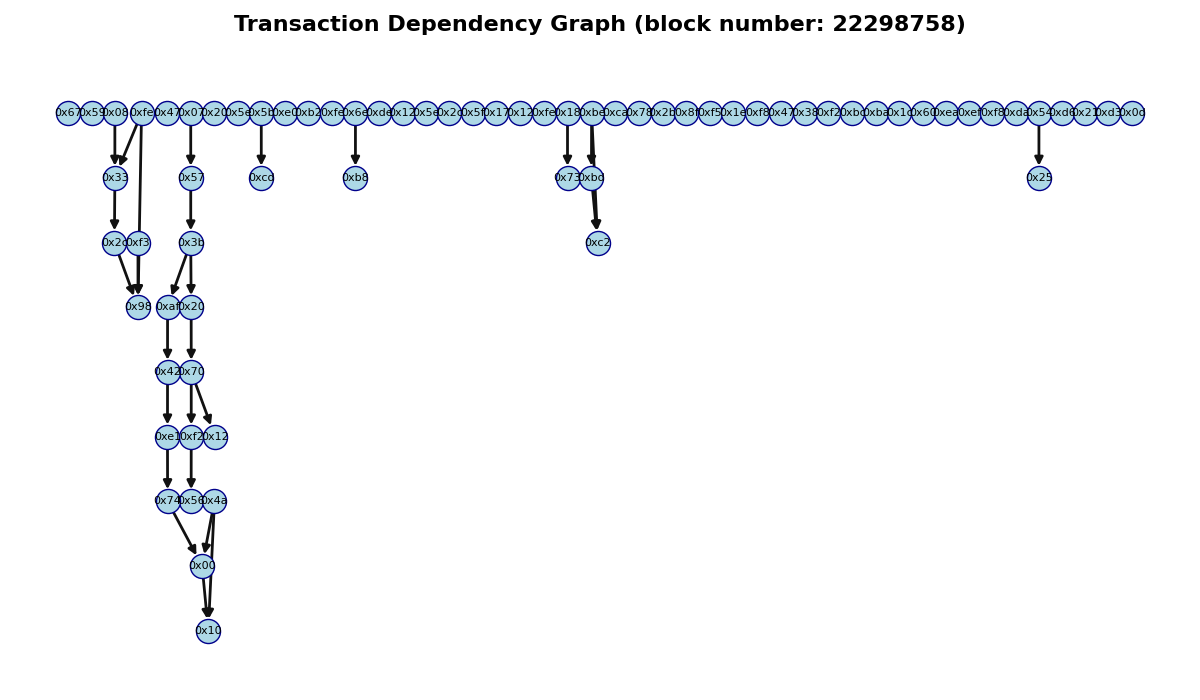 Transaction Dependency Graph (block number: 22298758)
0x67 0x59 0x08 0xfe 0x47 0x07 0x20 0x5e 0x5b 0xe0 0xb2 0xfe 0x6e 0xde 0x12 0x5e 0x2c 0x5f 0x17 0x12 0xfe 0x18 0xbe 0xca 0x78 0x2b 0x8f 0xf5 0x1e 0xf8 0x47 0x38 0xf2 0xbc 0xba 0x1c 0x60 0xea 0xef 0xf8 0xda 0x54 0xd6 0x21 0xd3 0x0d
0x33 0x57 0xcd 0xb8 0x73 0xbd 0x25
0xf3 0x3b 0xc2
0x98 0xaf 0x20
0x42 0x70
0xe1 0xf2 0x12
0x74 0x56 0x4a
0x00
0x10